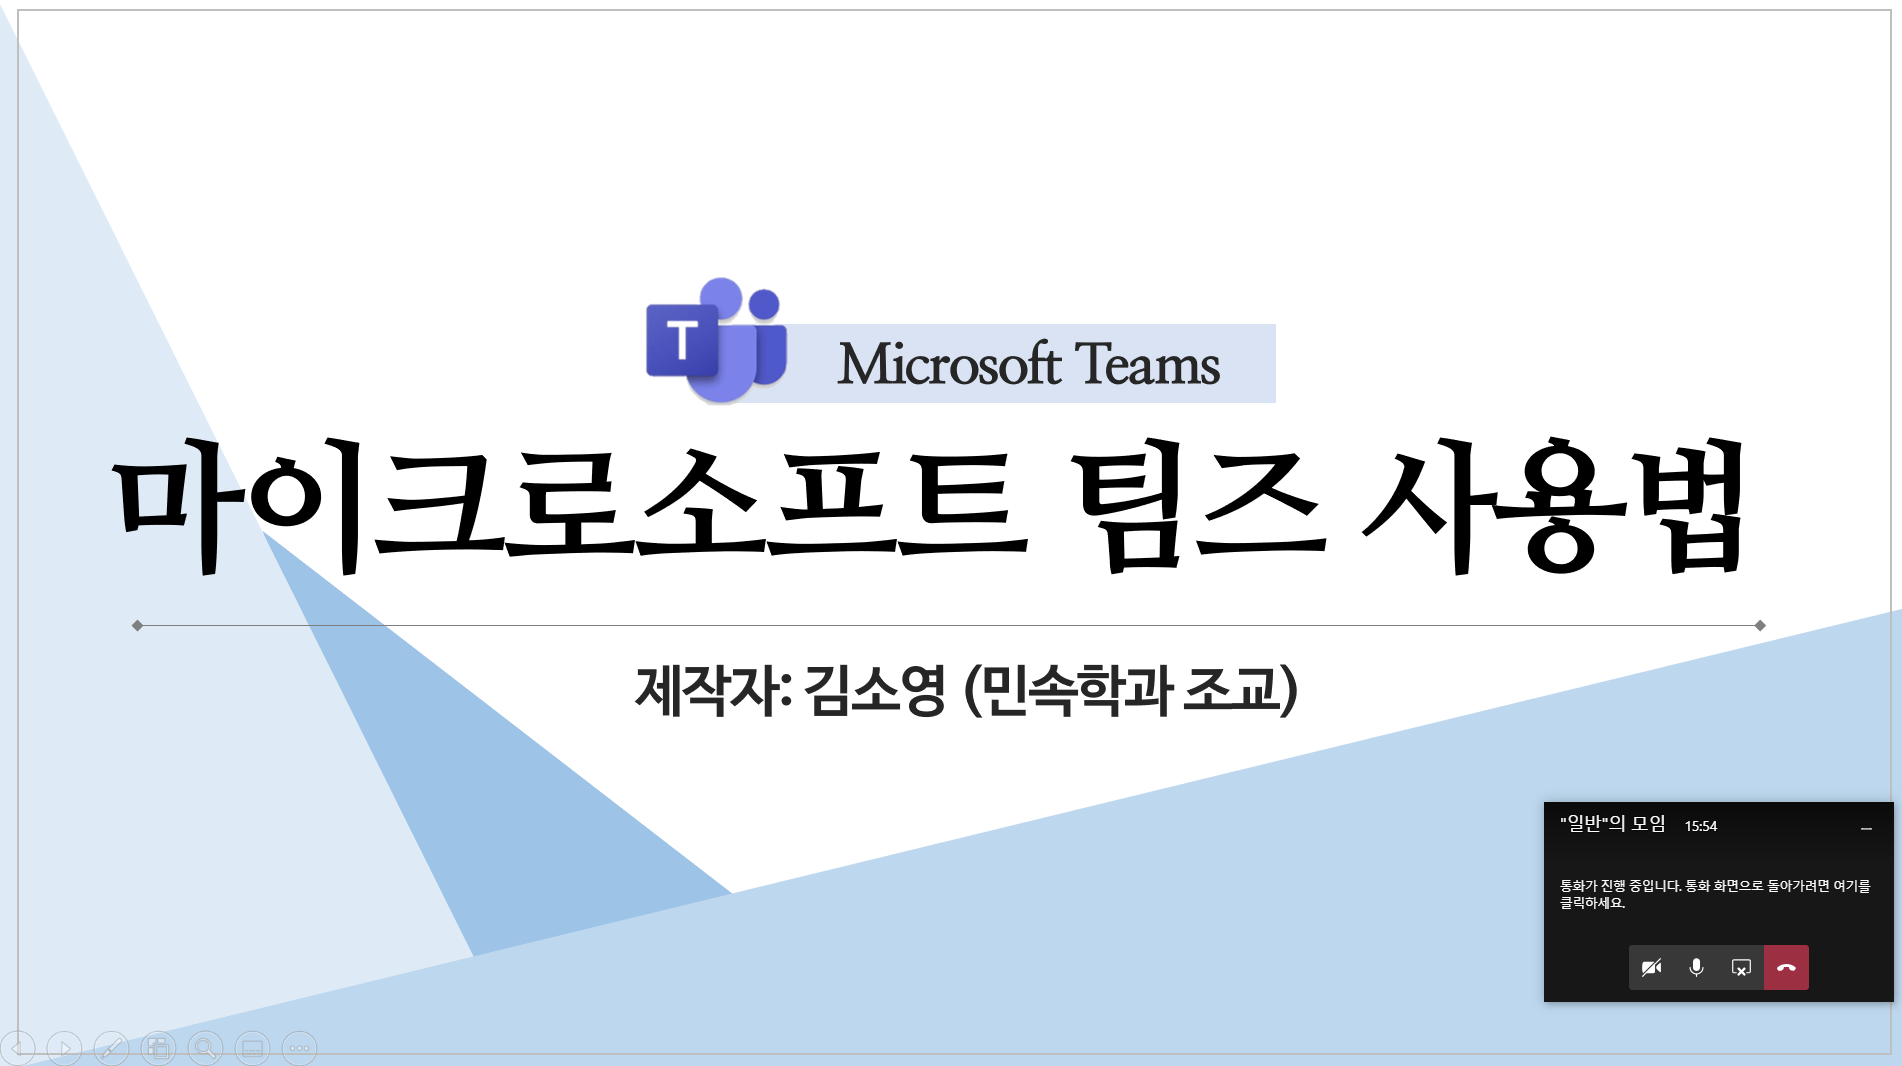 T
Microsoft Teams
마이크로소프트 팀즈 사용법
제작자: 김소영 (민속학과 조교)
"일반"의 모임 15:54
통화가 진행 중입니다. 통화 화면으로 돌아가려면 여기를
클릭하세요.